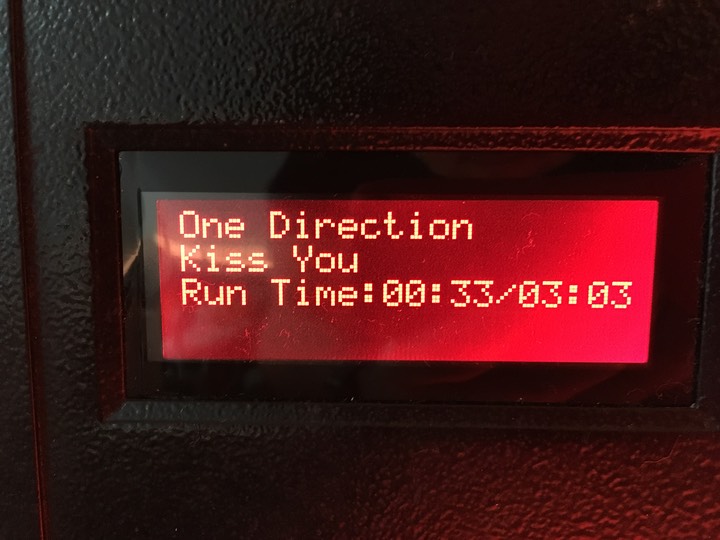 One Direction
Kiss You
Run Time:00:33/03:03